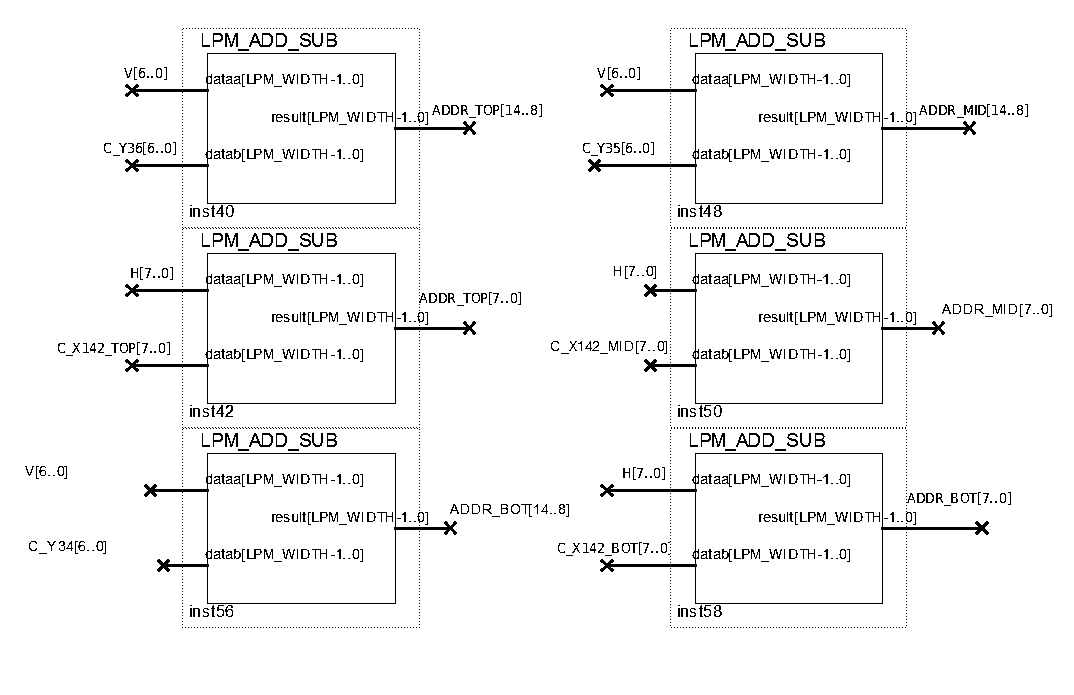 LPM_ADD_SUB
V[6..0]
dataa[LPM_WIDTH-1..0]
result[LPM_WIDTH-1..0]
ADDR_TOP[14..8]
C_Y36[6..0]
datab[LPM_WIDTH-1..0]
inst40
LPM_ADD_SUB
V[6..0]
dataa[LPM_WIDTH-1..0]
result[LPM_WIDTH-1..0]
ADDR_MID[14..8]
C_Y35[6..0]
datab[LPM_WIDTH-1..0]
inst48
LPM_ADD_SUB
H[7..0]
dataa[LPM_WIDTH-1..0]
ADDR_TOP[7..0]
result[LPM_WIDTH-1..0]
C_X142_TOP[7..0]
datab[LPM_WIDTH-1..0]
inst42
LPM_ADD_SUB
H[7..0]
dataa[LPM_WIDTH-1..0]
ADDR_MID[7..0]
result[LPM_WIDTH-1..0]
C_X142_MID[7..0]
datab[LPM_WIDTH-1..0]
inst50
LPM_ADD_SUB
V[6..0]
dataa[LPM_WIDTH-1..0]
ADDR_BOT[14..8]
result[LPM_WIDTH-1..0]
C_Y34[6..0]
datab[LPM_WIDTH-1..0]
inst56
LPM_ADD_SUB
H[7..0]
dataa[LPM_WIDTH-1..0]
ADDR_BOT[7..0]
result[LPM_WIDTH-1..0]
C_X142_BOT[7..0]
datab[LPM_WIDTH-1..0]
inst58